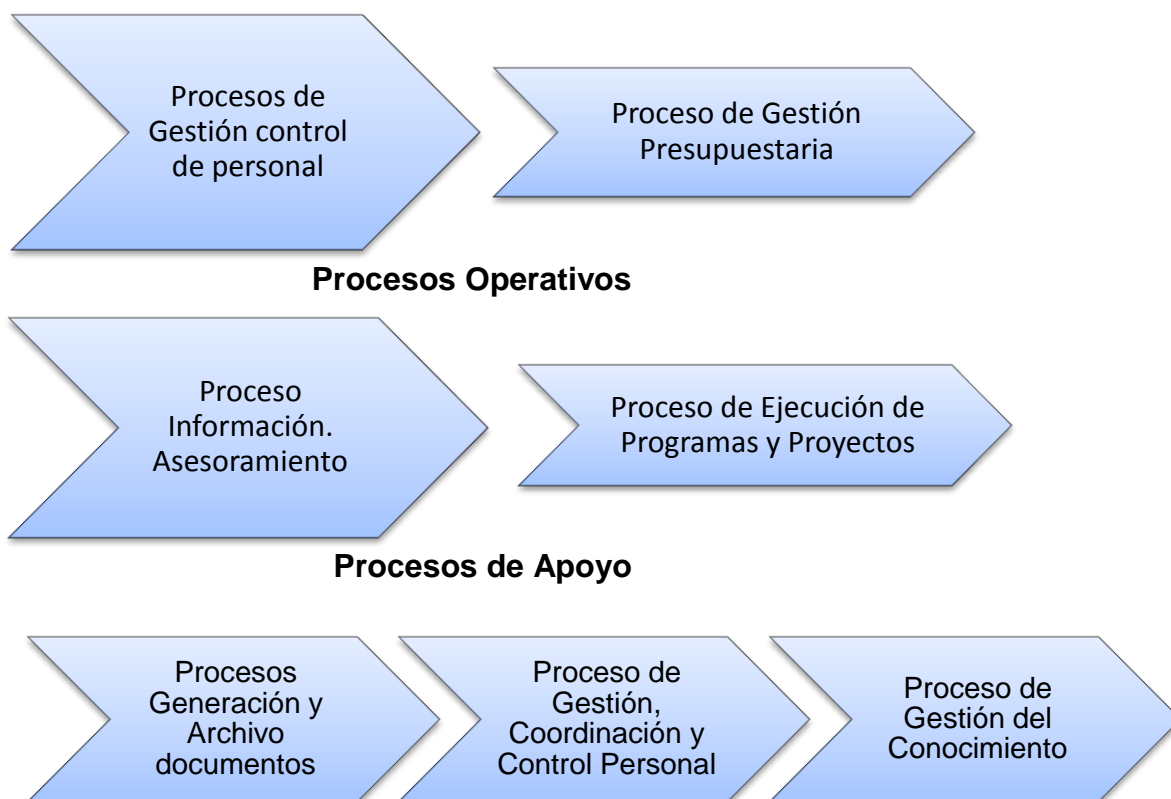 Procesos de
Gestión control
de personal
Proceso de Gestión
Presupuestaria
Procesos Operativos
Proceso
Información.
Asesoramiento
Proceso de Ejecución de
Programas y Proyectos
Procesos de Apoyo
Procesos
Generación y
Archivo
documentos
Proceso de
Gestión,
Coordinación y
Control Personal
Proceso de
Gestión del
Conocimiento